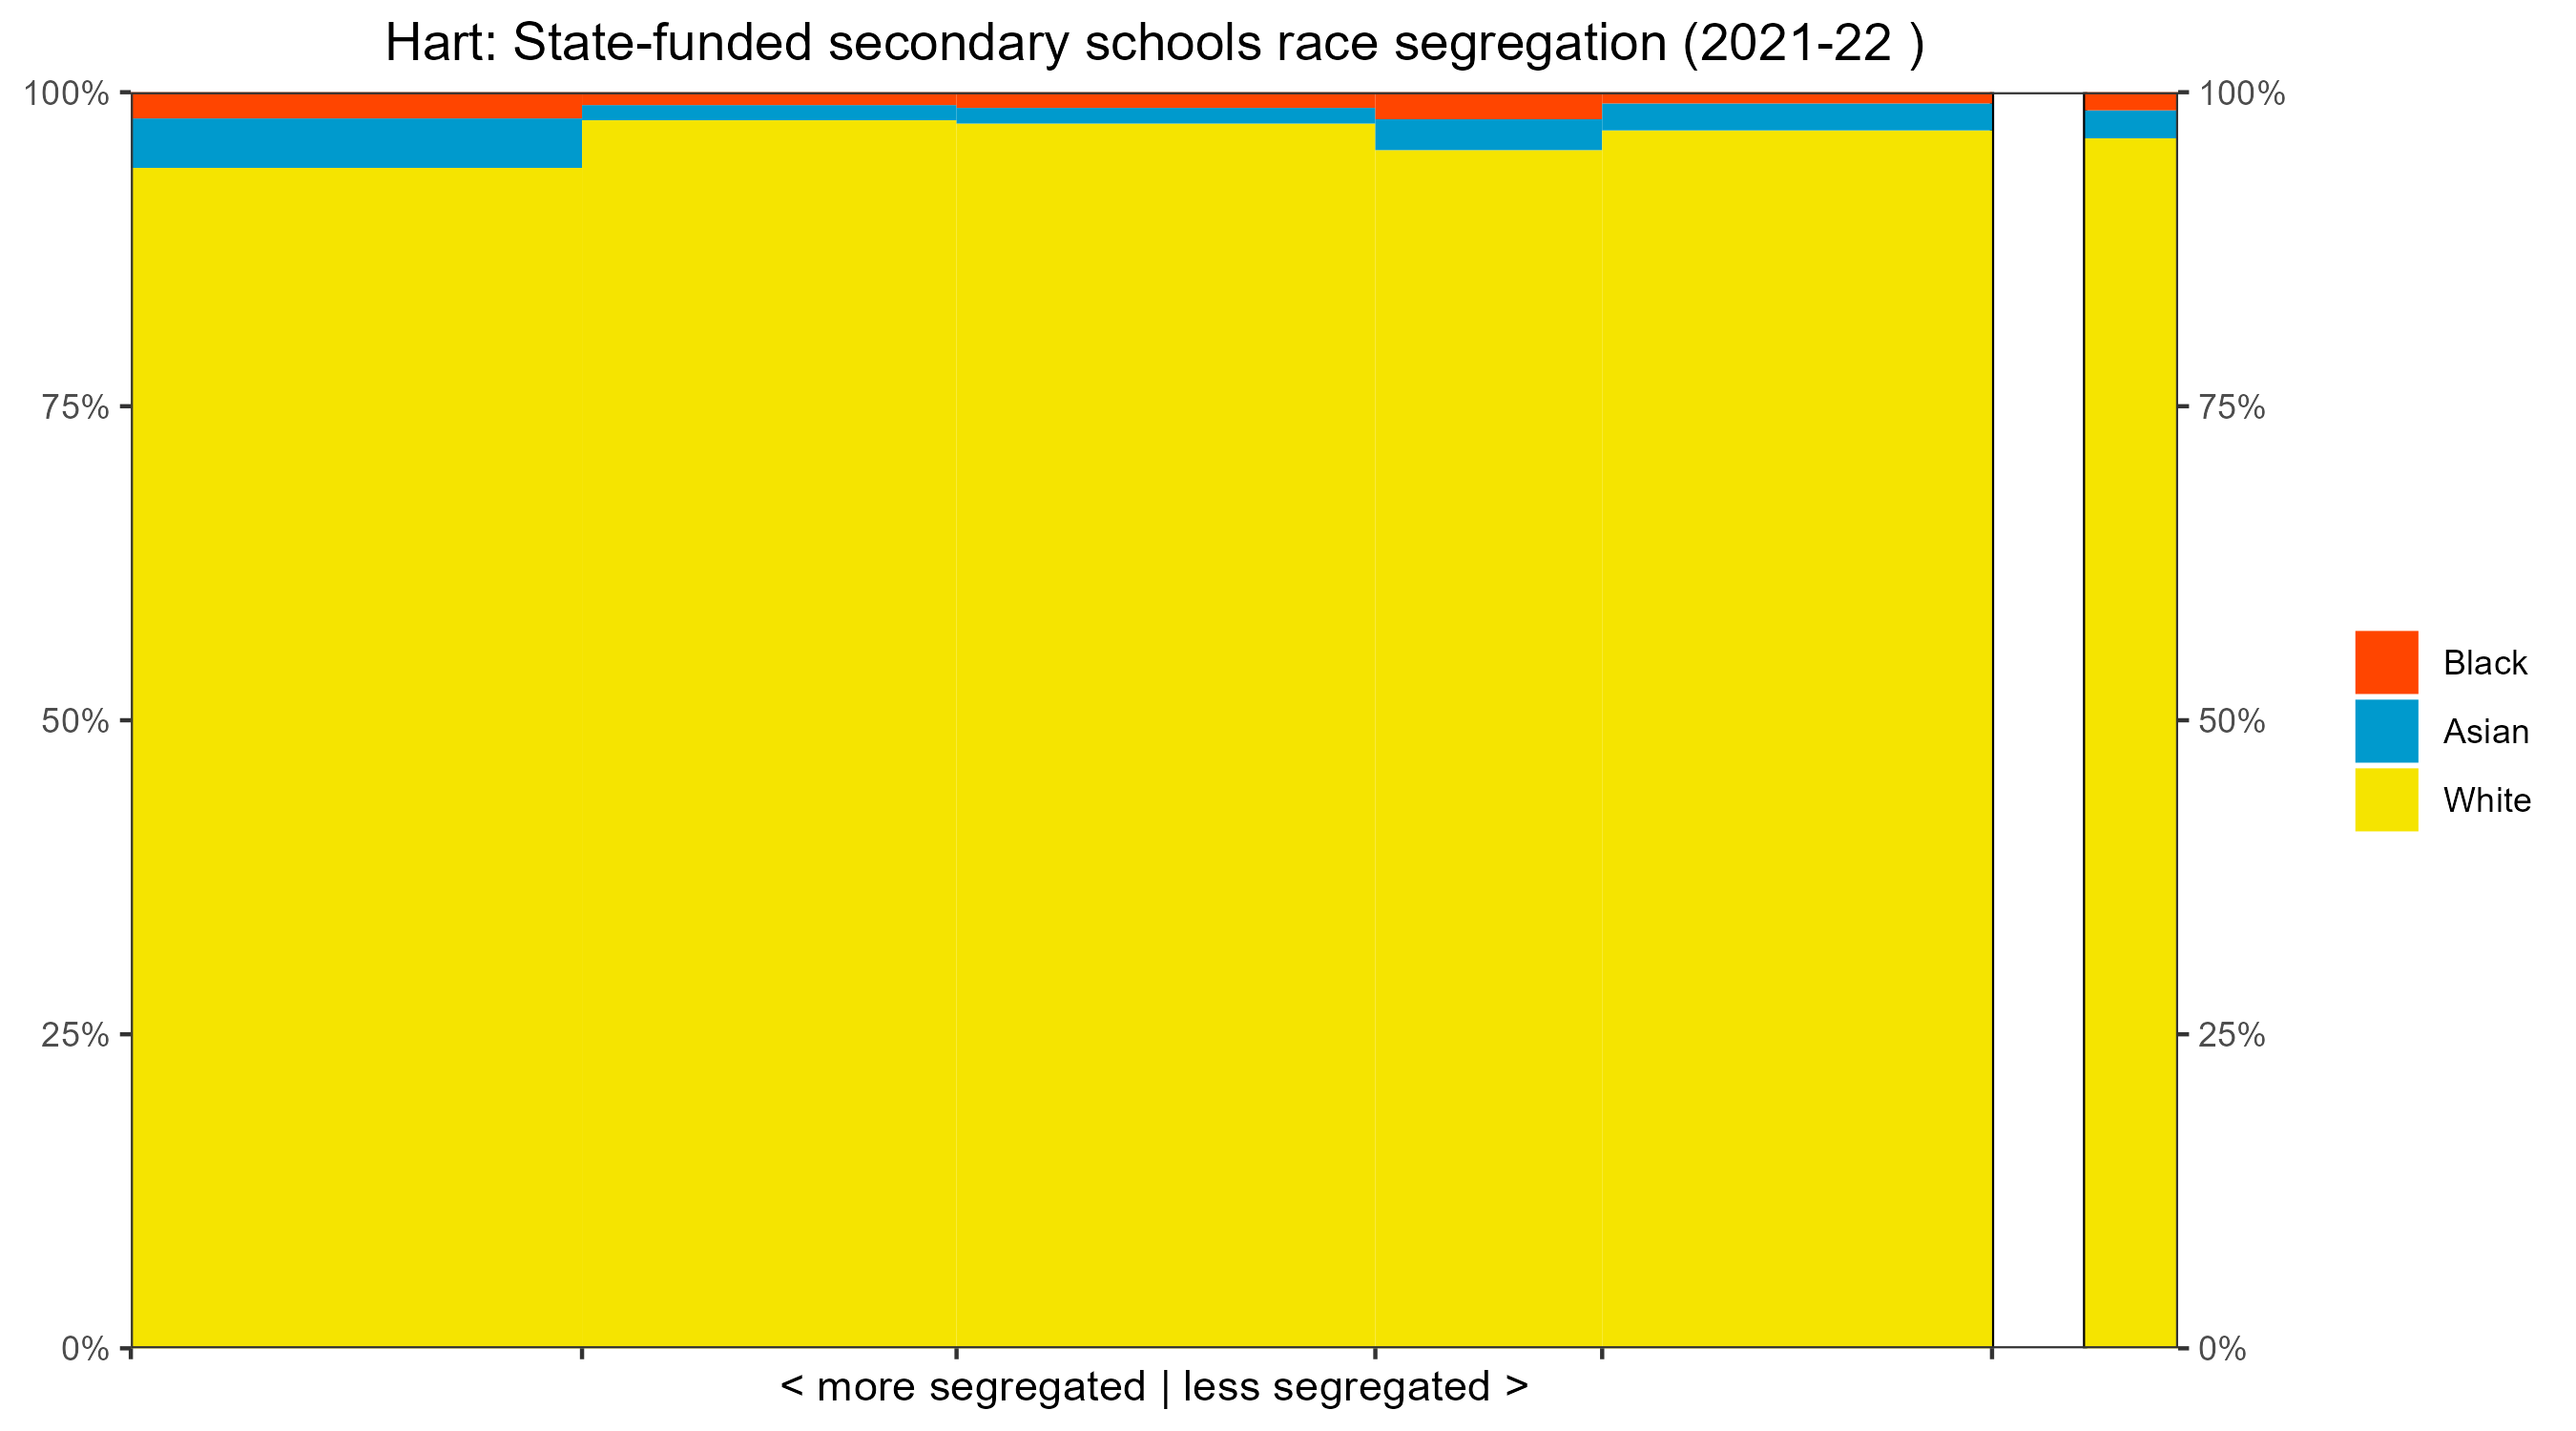 Hart: State-funded secondary schools race segregation (2021-22 )
100%
75%
50%
25%
0%
100%
75%
50%
25%
0%
Black
Asian
White
< more segregated | less segregated >